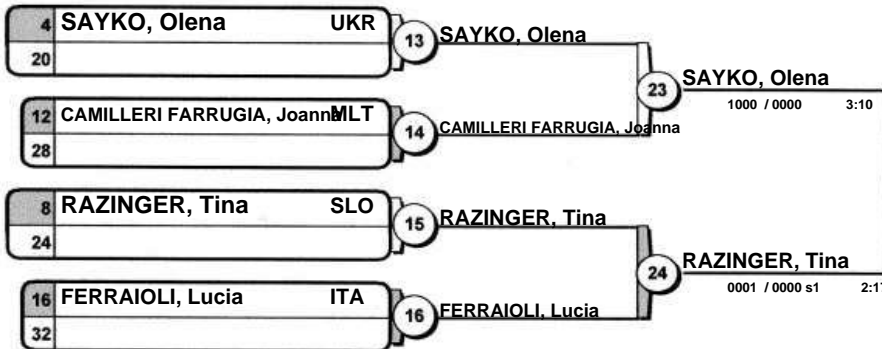 4 SAYKO, Olena UKR
20
13 SAYKO, Olena
12 CAMILLERI FARRUGIA, Joanna MLT
28
14 CAMILLERI FARRUGIA, Joanna
23 SAYKO, Olena
1000 / 0000 3:10
8 RAZINGER, Tina SLO
24
15 RAZINGER, Tina
16 FERRAIOLI, Lucia ITA
32
16 FERRAIOLI, Lucia
24 RAZINGER, Tina
0001 / 0000 s1